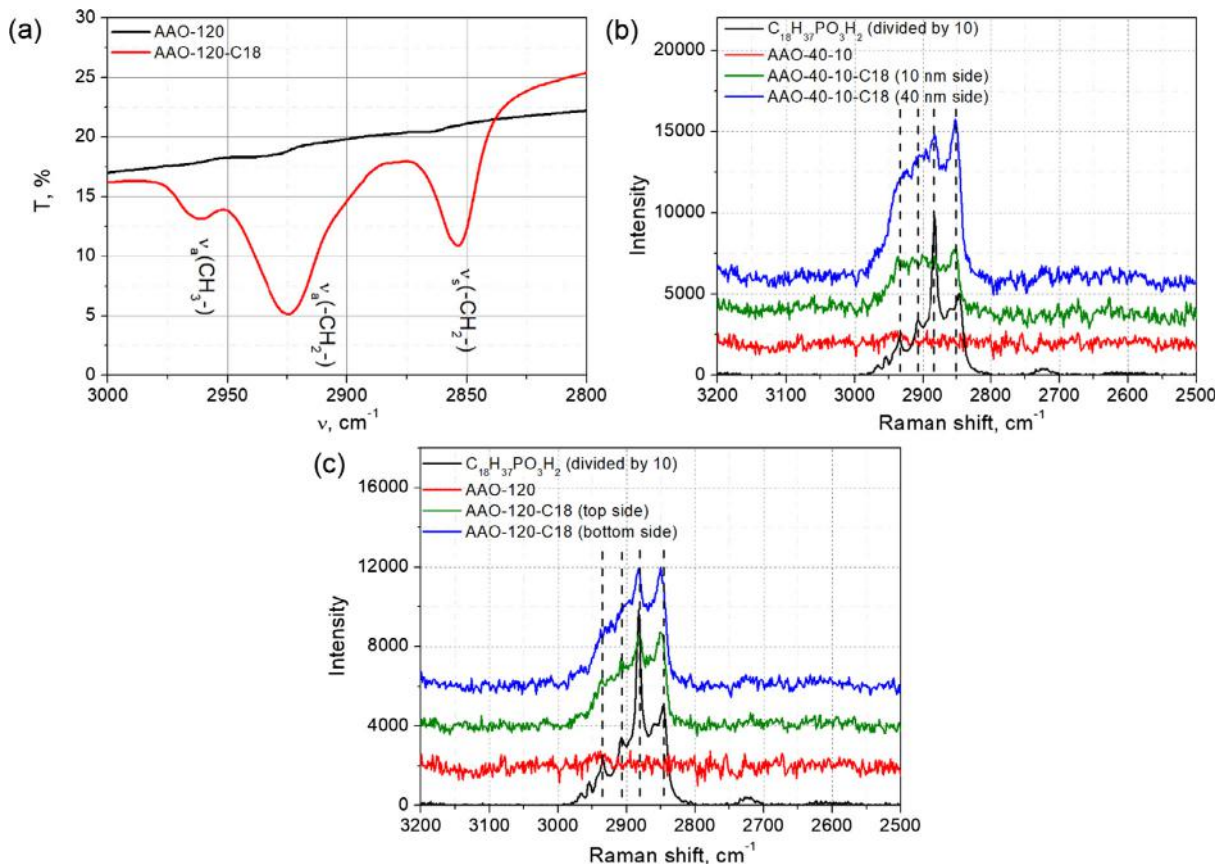 (a)
AAO-120
AAO-120-C18
30
25
20
15
10
5
0
T, %
νₐ(CH₃-)
νₐ(-CH₂-)
νₛ(-CH₂-)
3000 2950 2900 2850 2800
ν, cm⁻¹
(b)
C₁₈H₃₇PO₃H₂ (divided by 10)
AAO-40-10
AAO-40-10-C18 (10 nm side)
AAO-40-10-C18 (40 nm side)
20000
15000
10000
5000
0
Intensity
3200 3100 3000 2900 2800 2700 2600 2500
Raman shift, cm⁻¹
(c)
C₁₈H₃₇PO₃H₂ (divided by 10)
AAO-120
AAO-120-C18 (top side)
AAO-120-C18 (bottom side)
16000
12000
8000
4000
0
Intensity
3200 3100 3000 2900 2800 2700 2600 2500
Raman shift, cm⁻¹